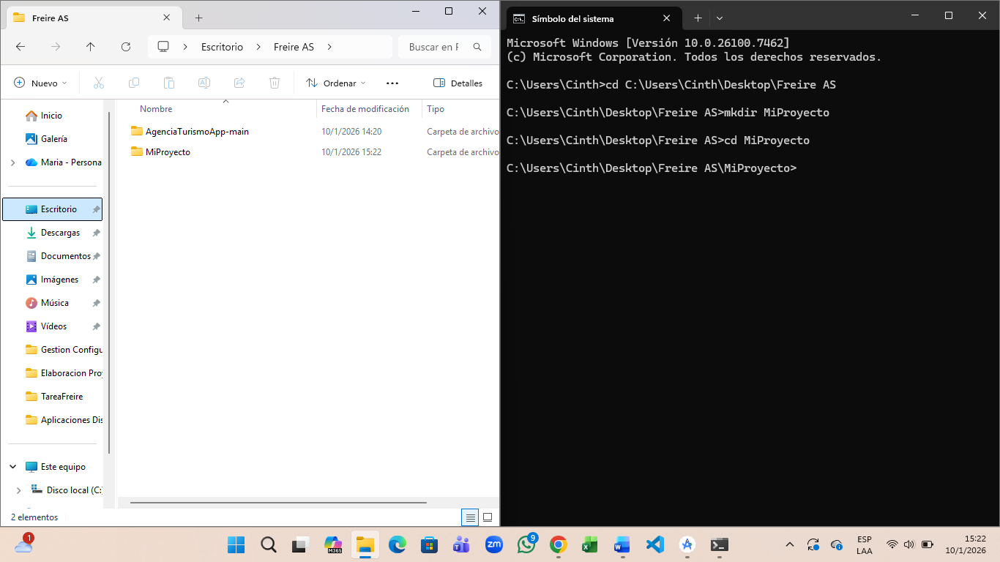 Freire AS
Escritorio
Freire AS
Buscar en F
Nuevo
Ordenar
Detalles
Inicio
Galería
Maria - Persona
Escritorio
Descargas
Documentos
Imágenes
Música
Vídeos
Gestion Configu
Elaboracion Pro
TareaFreire
Aplicaciones Dis
Este equipo
Disco local (C:
Nombre
Fecha de modificación
Tipo
AgenciaTurismoApp-main
10/1/2026 14:20
Carpeta de archivo
MiProyecto
10/1/2026 15:22
Carpeta de archivo
2 elementos
Símbolo del sistema
Microsoft Windows [Versión 10.0.26100.7462]
(c) Microsoft Corporation. Todos los derechos reservados.
C:\Users\Cinth>cd C:\Users\Cinth\Desktop\Freire AS
C:\Users\Cinth\Desktop\Freire AS>mkdir MiProyecto
C:\Users\Cinth\Desktop\Freire AS>cd MiProyecto
C:\Users\Cinth\Desktop\Freire AS\MiProyecto>
1
M365
zm
9
ESP
LAA
15:22
10/1/2026